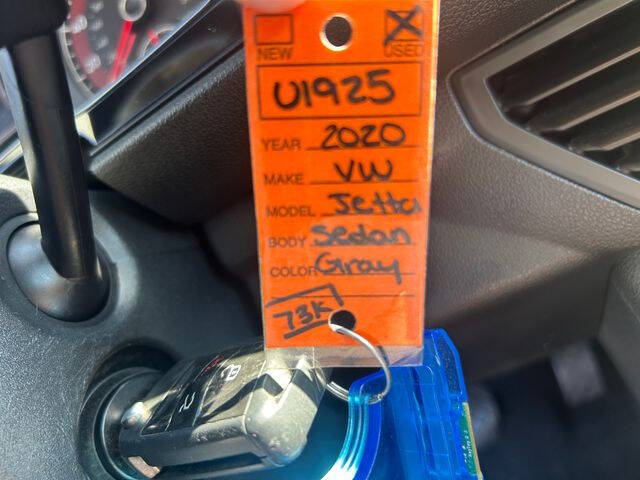 NEW USED
U1925
YEAR 2020
MAKE VW
MODEL Jetta
BODY Sedan
COLOR Gray
73K